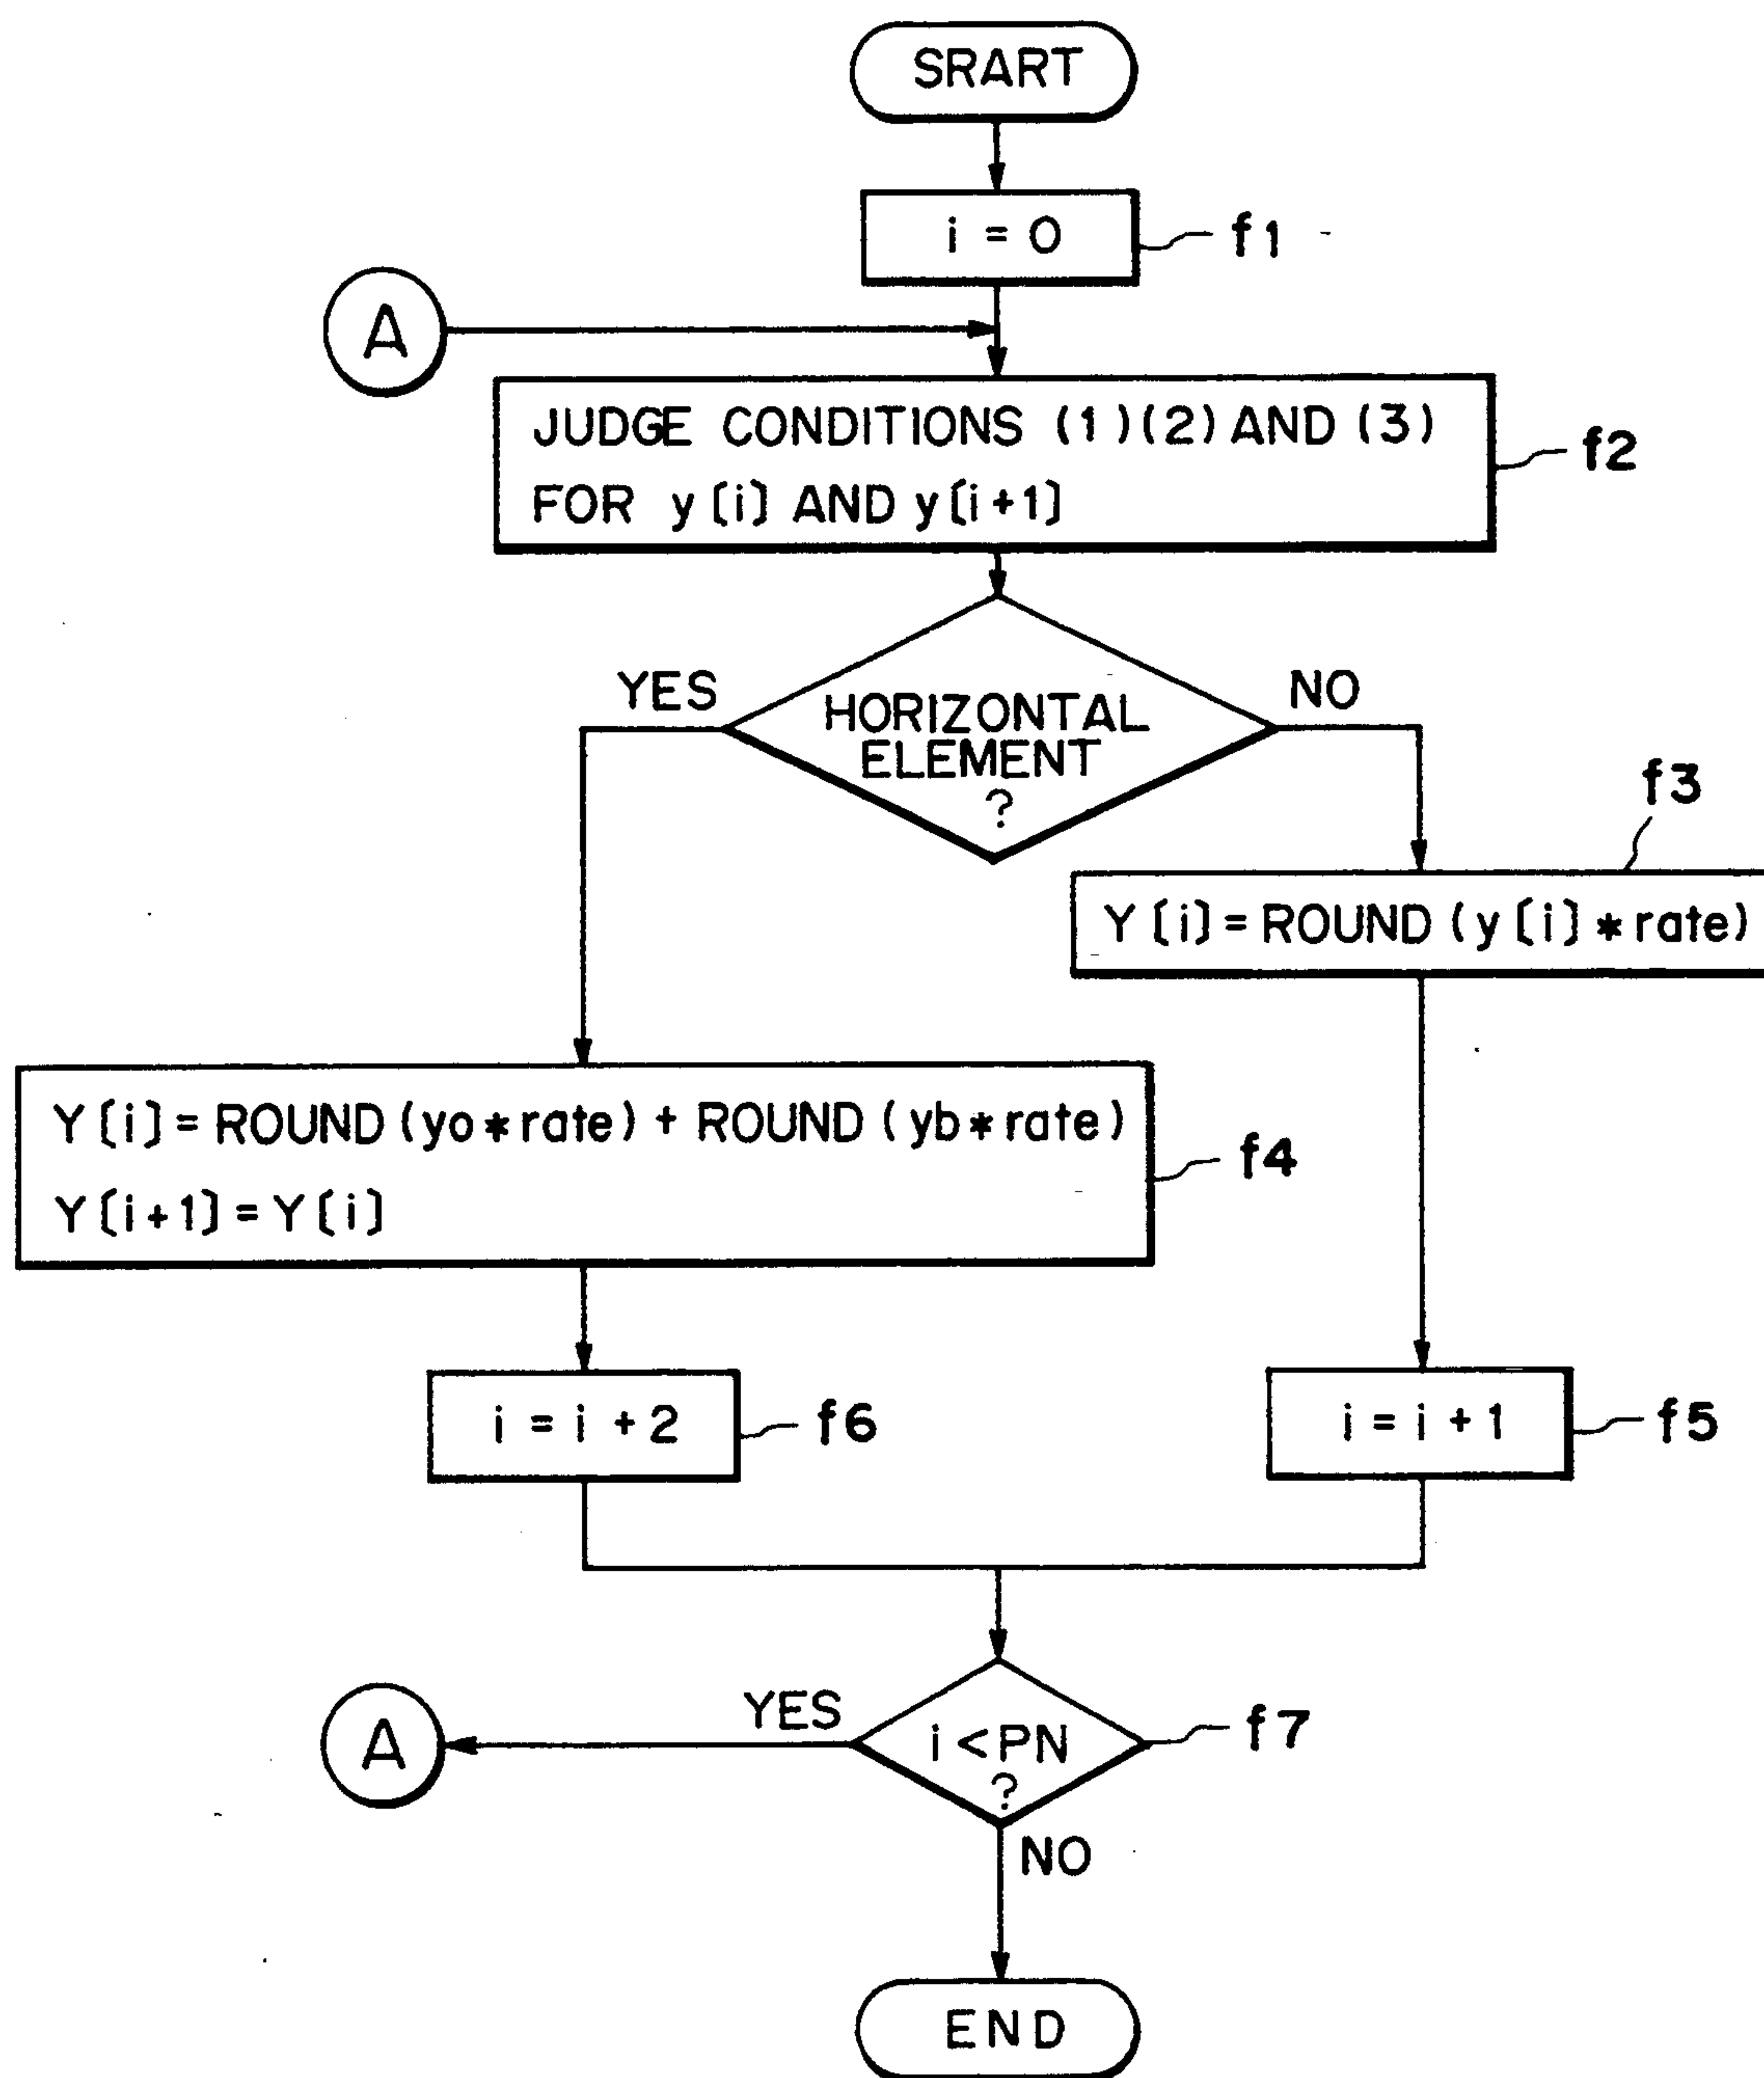 SRART
i = 0
f1
A
JUDGE CONDITIONS (1)(2) AND (3)
FOR y[i] AND y[i+1]
f2
YES
HORIZONTAL
ELEMENT
?
NO
f3
Y[i] = ROUND (y[i] * rate)
Y[i] = ROUND (yo * rate) + ROUND (yb * rate)
Y[i+1] = Y[i]
f4
i = i + 2
f6
i = i + 1
f5
A
YES
i < PN
?
f7
NO
END